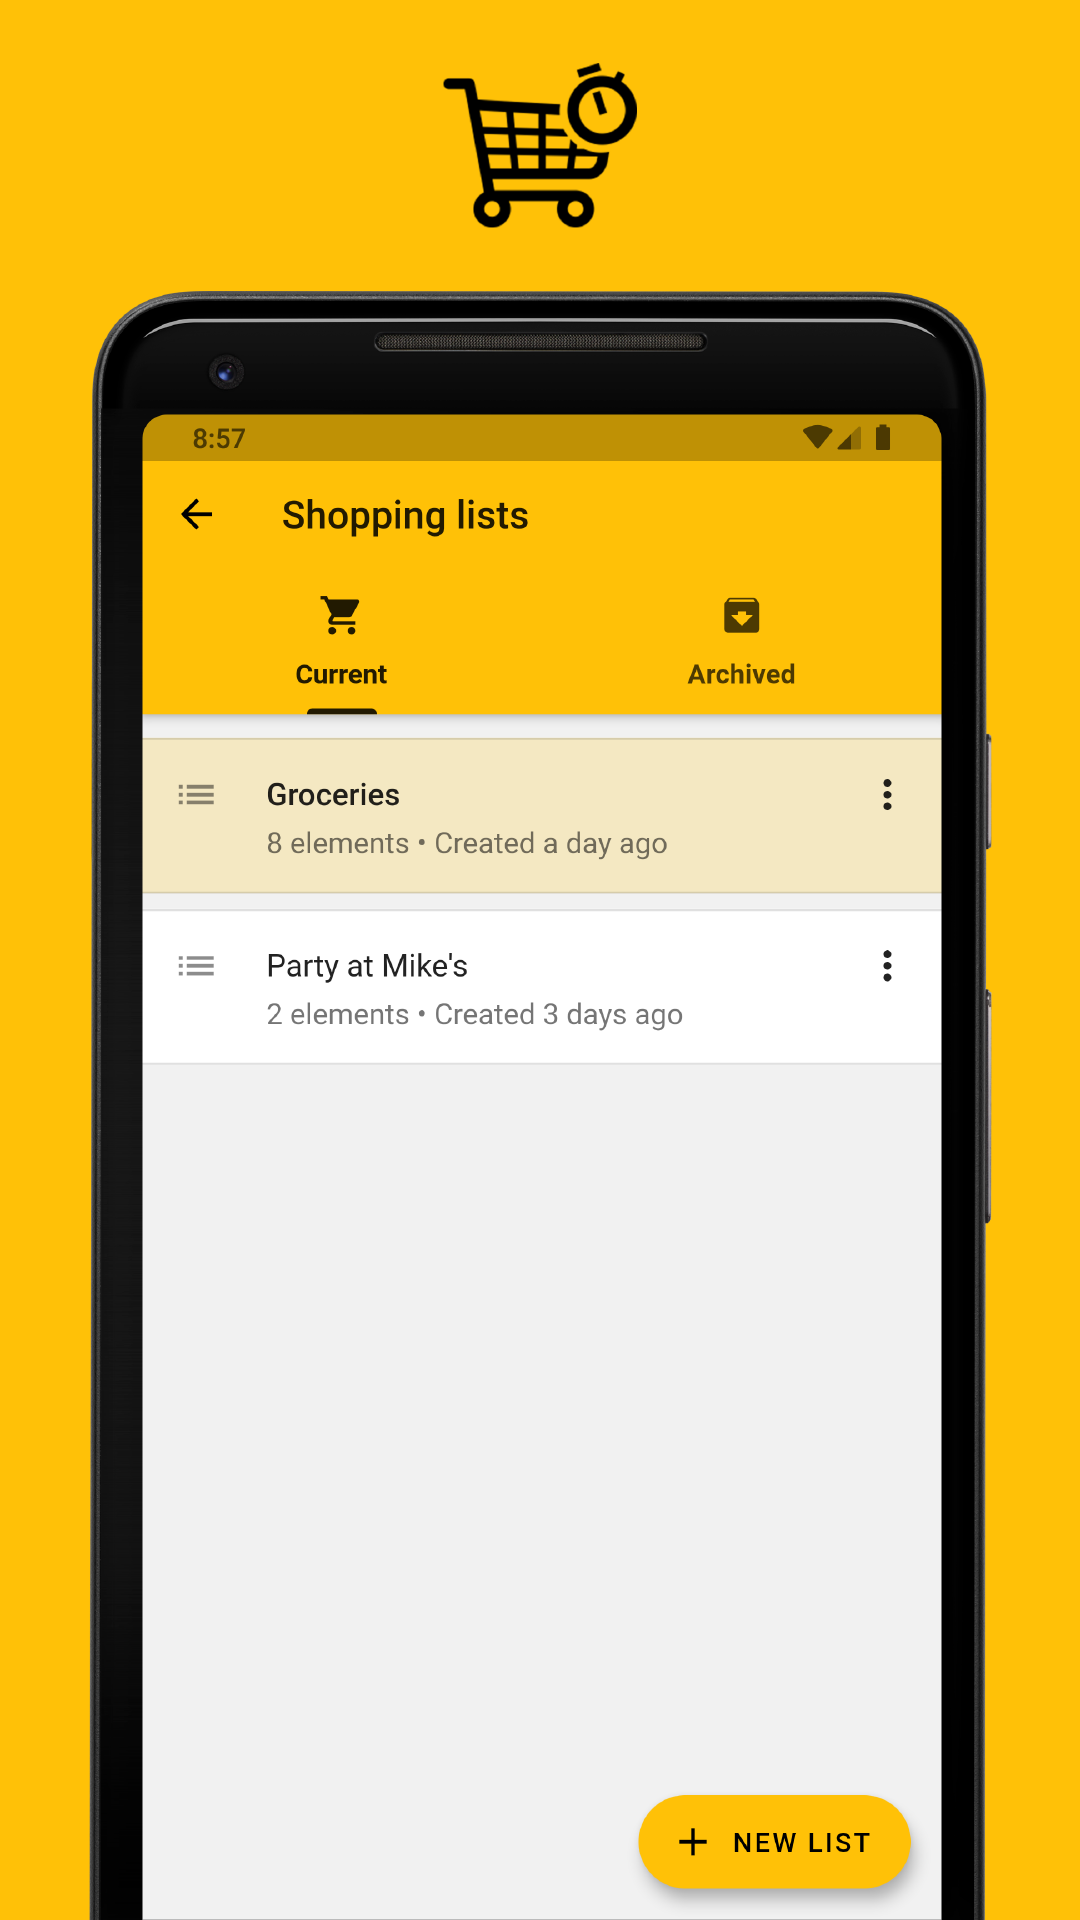 8:57
Shopping lists
Current
Archived
Groceries
8 elements • Created a day ago
Party at Mike's
2 elements • Created 3 days ago
NEW LIST